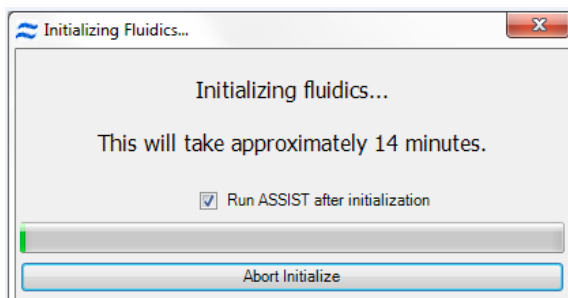 Initializing Fluidics...
Initializing fluidics...
This will take approximately 14 minutes.
Run ASSIST after initialization
Abort Initialize